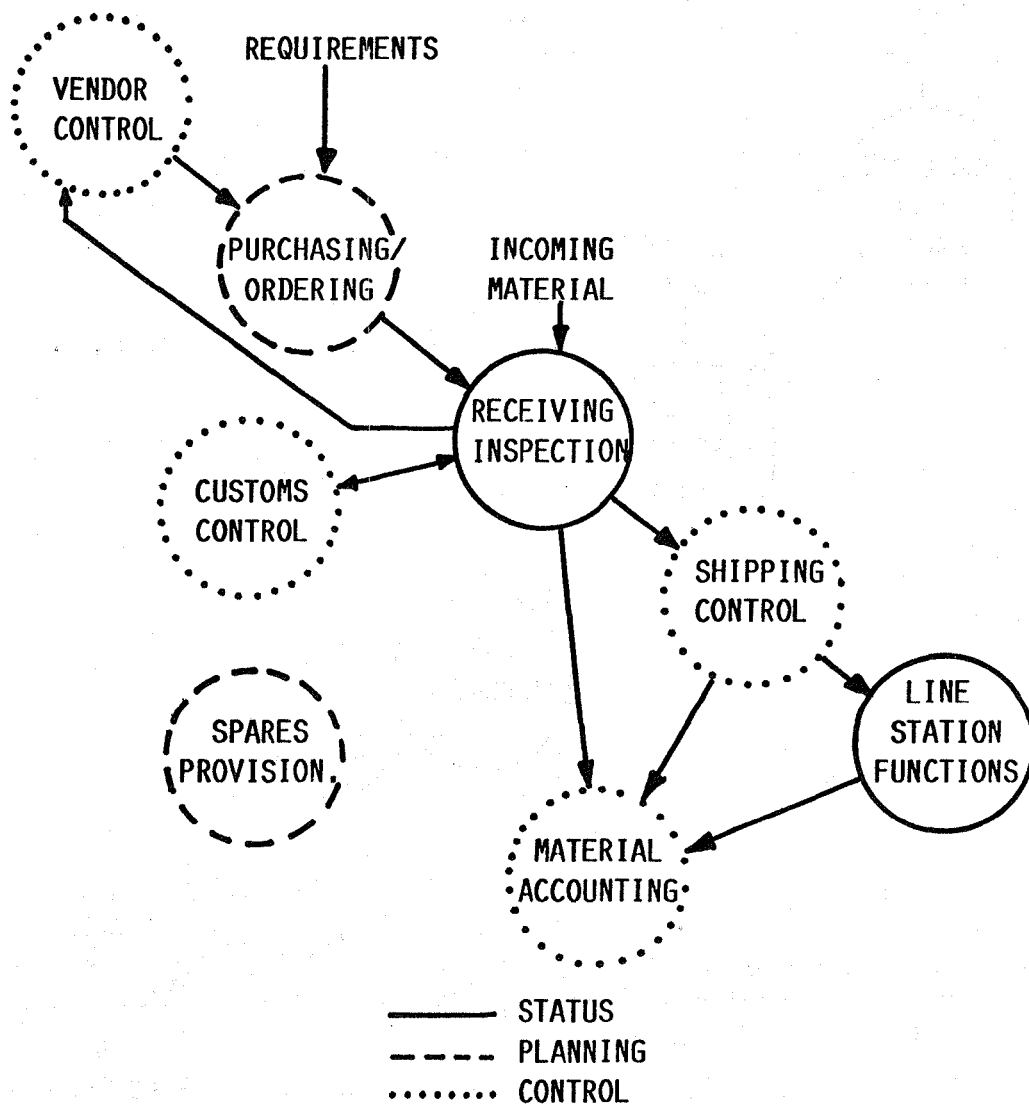 REQUIREMENTS
VENDOR
CONTROL
PURCHASING/
ORDERING
INCOMING
MATERIAL
RECEIVING
INSPECTION
CUSTOMS
CONTROL
SHIPPING
CONTROL
LINE
STATION
FUNCTIONS
SPARES
PROVISION
MATERIAL
ACCOUNTING
STATUS
PLANNING
CONTROL